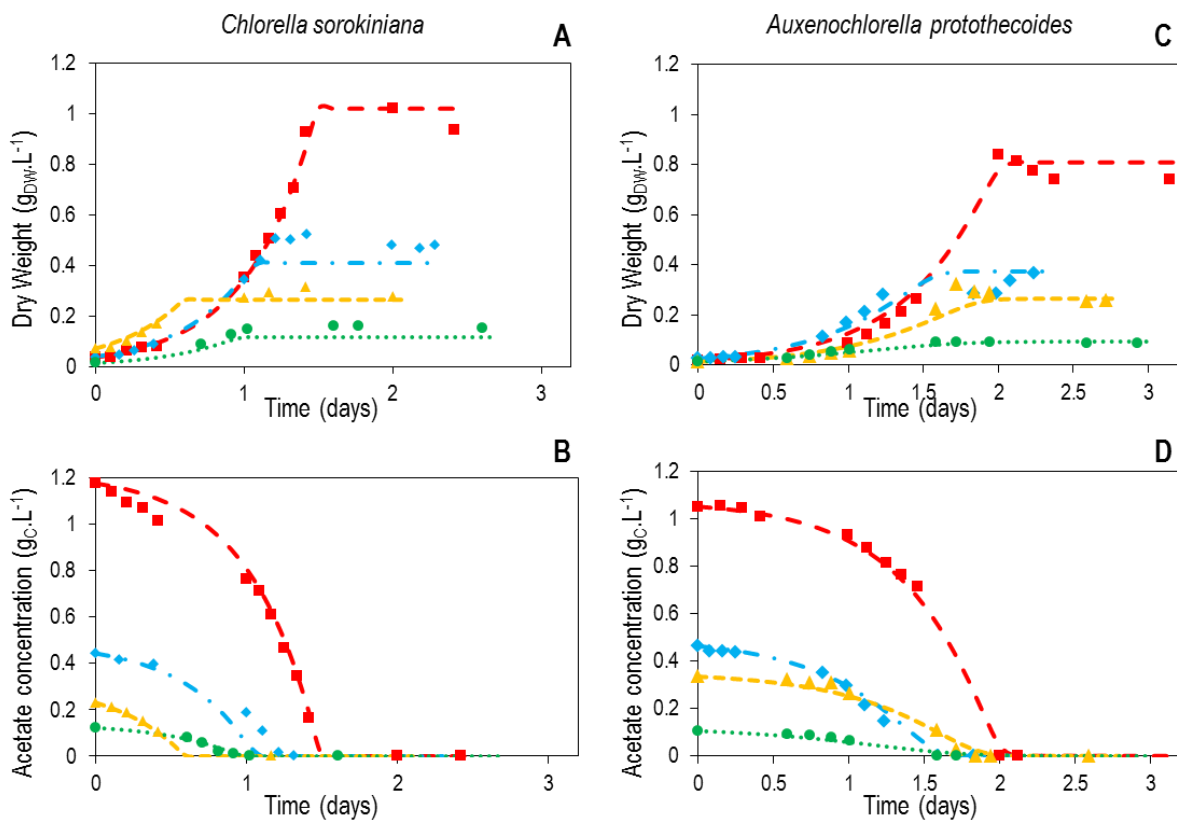 Chlorella sorokiniana
A
Dry Weight (g_DW.L⁻¹)
1.2
1
0.8
0.6
0.4
0.2
0
0 1 2 3
Time (days)
Auxenochlorella protothecoides
C
Dry Weight (g_DW.L⁻¹)
1.2
1
0.8
0.6
0.4
0.2
0
0 0.5 1 1.5 2 2.5 3
Time (days)
B
Acetate concentration (g_C.L⁻¹)
1.2
1
0.8
0.6
0.4
0.2
0
0 1 2 3
Time (days)
D
Acetate concentration (g_C.L⁻¹)
1.2
1
0.8
0.6
0.4
0.2
0
0 0.5 1 1.5 2 2.5 3
Time (days)